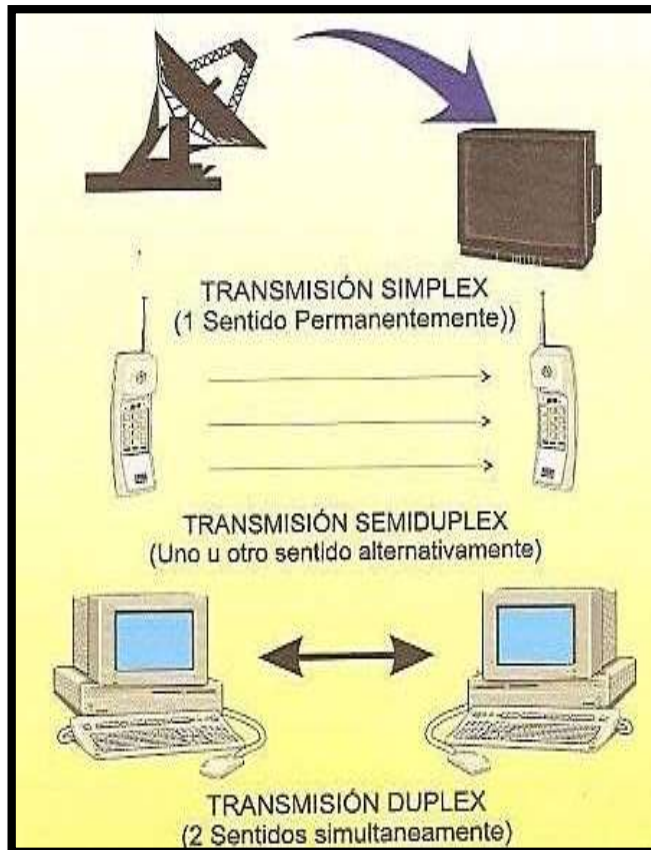 TRANSMISIÓN SIMPLEX
(1 Sentido Permanentemente))
TRANSMISIÓN SEMIDUPLEX
(Uno u otro sentido alternativamente)
TRANSMISIÓN DUPLEX
(2 Sentidos simultaneamente)